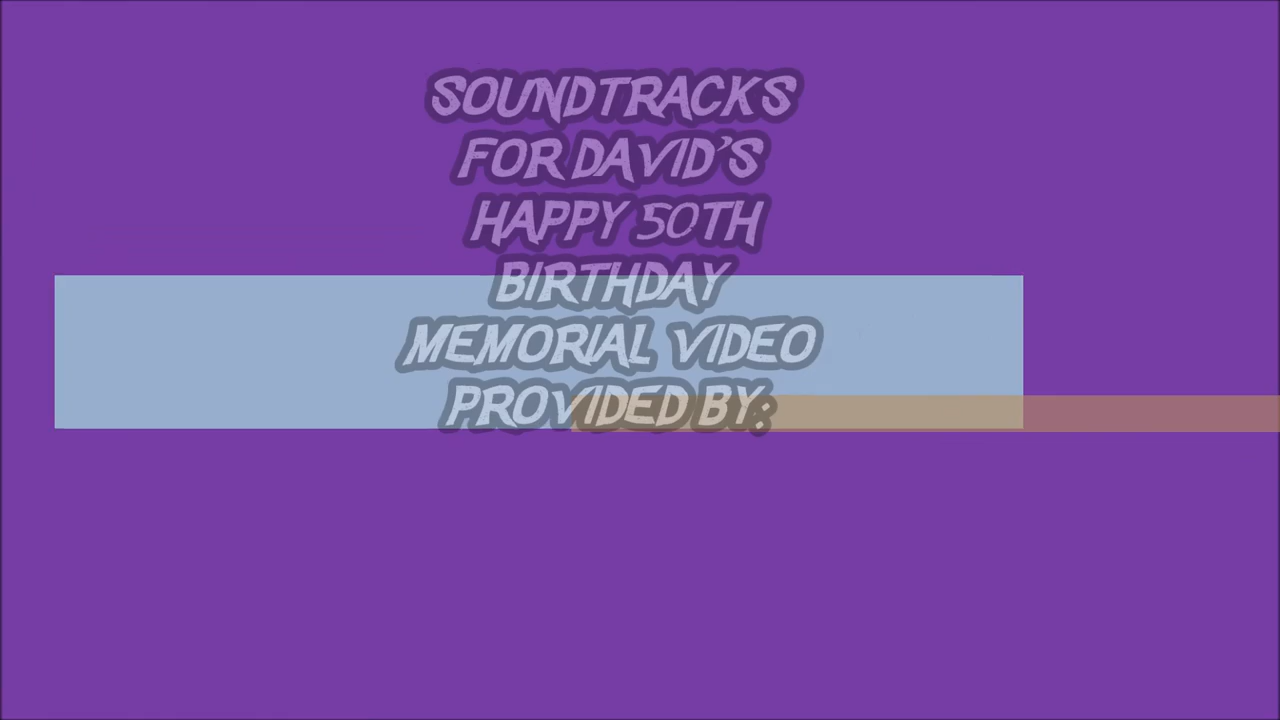 SOUNDTRACKS
FOR DAVID'S
HAPPY 50TH
BIRTHDAY
MEMORIAL VIDEO
PROVIDED BY: